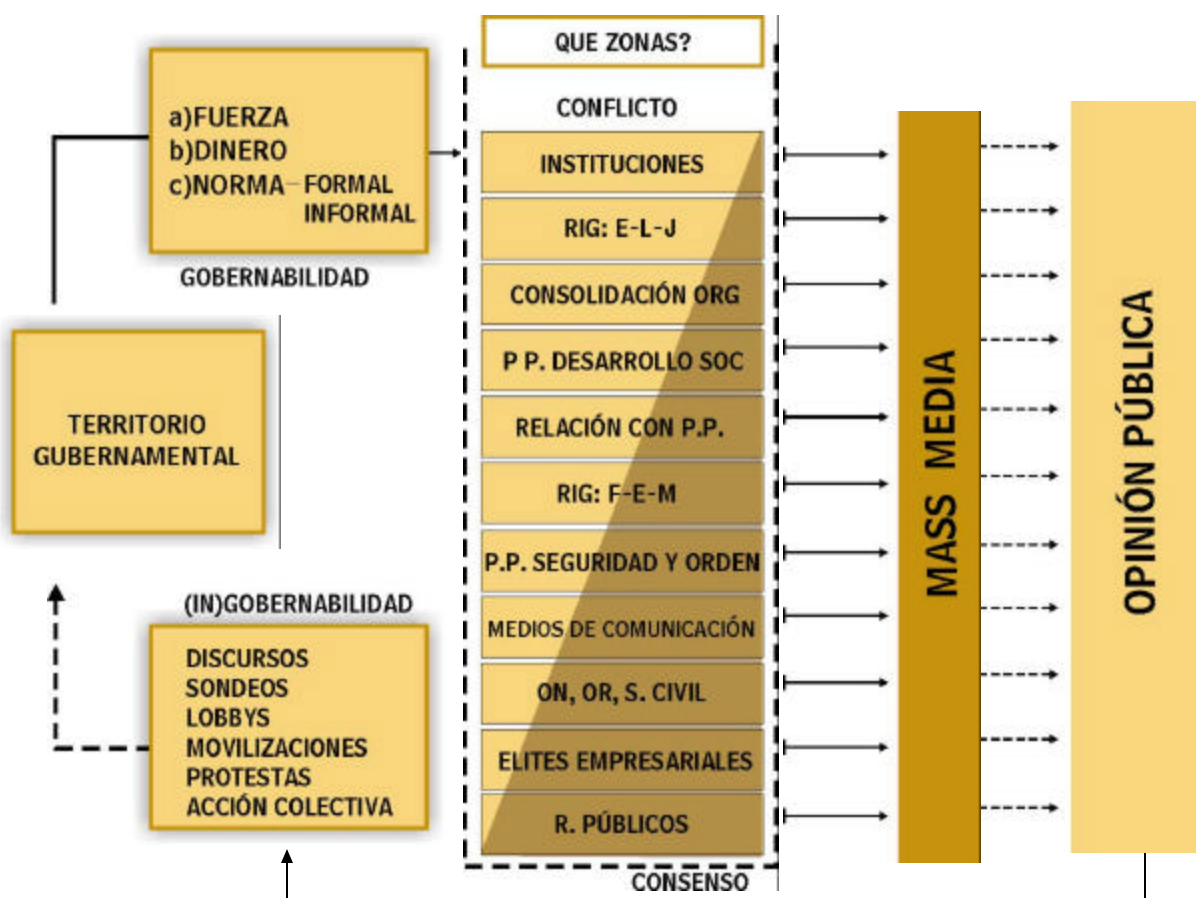 QUE ZONAS?
CONFLICTO
a)FUERZA
b)DINERO
c)NORMA – FORMAL
INFORMAL
GOBERNABILIDAD
TERRITORIO
GUBERNAMENTAL
(IN)GOBERNABILIDAD
DISCURSOS
SONDEOS
LOBBYS
MOVILIZACIONES
PROTESTAS
ACCIÓN COLECTIVA
INSTITUCIONES
RIG: E-L-J
CONSOLIDACIÓN ORG
P P. DESARROLLO SOC
RELACIÓN CON P.P.
RIG: F-E-M
P.P. SEGURIDAD Y ORDEN
MEDIOS DE COMUNICACIÓN
ON, OR, S. CIVIL
ELITES EMPRESARIALES
R. PÚBLICOS
CONSENSO
MASS MEDIA
OPINIÓN PÚBLICA